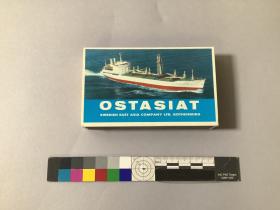 OSTASIAT
SWEDISH EAST ASIA COMPANY LTD. GOTHENBURG